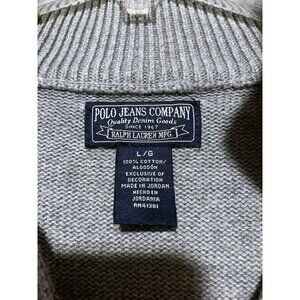 POLO JEANS COMPANY
Quality Denim Goods
SINCE 1967
RALPH LAUREN MFG.
L/G
100% COTTON/
ALGODÓN
EXCLUSIVE OF
DECORATION
MADE IN JORDAN
HECHO EN
JORDANIA
RN41381